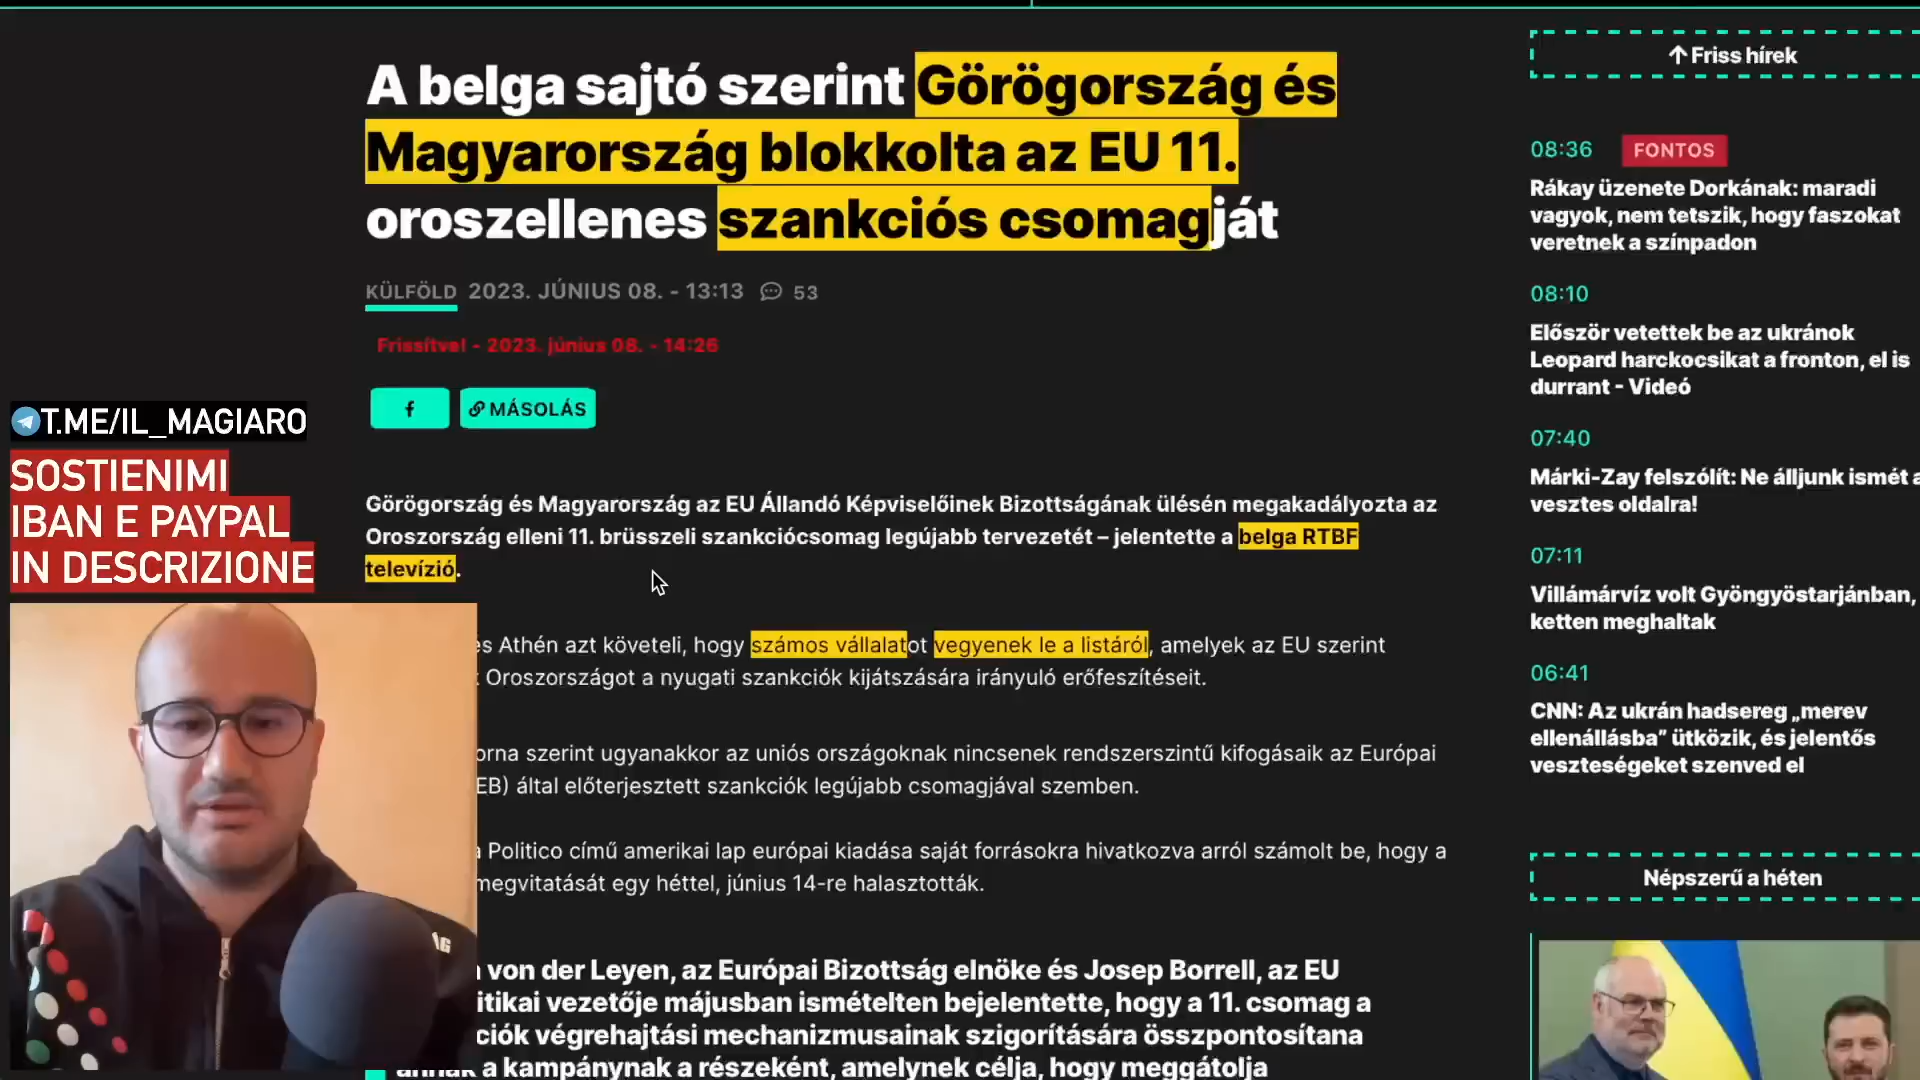 A belga sajtó szerint Görögország és
Magyarország blokkolta az EU 11.
oroszellenes szankciós csomagját
KÜLFÖLD 2023. JÚNIUS 08. - 13:13 53
Frissítve! - 2023. június 08. - 14:26
f MÁSOLÁS
Görögország és Magyarország az EU Állandó Képviselőinek Bizottságának ülésén megakadályozta az
Oroszország elleni 11. brüsszeli szankciócsomag legújabb tervezetét – jelentette a belga RTBF
televízió.
és Athén azt követeli, hogy számos vállalatot vegyenek le a listáról, amelyek az EU szerint
Oroszországot a nyugati szankciók kijátszására irányuló erőfeszítéseit.
orna szerint ugyanakkor az uniós országoknak nincsenek rendszerszintű kifogásaik az Európai
EB) által előterjesztett szankciók legújabb csomagjával szemben.
a Politico című amerikai lap európai kiadása saját forrásokra hivatkozva arról számolt be, hogy a
megvitatását egy héttel, június 14-re halasztották.
von der Leyen, az Európai Bizottság elnöke és Josep Borrell, az EU
itikai vezetője májusban ismételten bejelentette, hogy a 11. csomag a
ciók végrehajtási mechanizmusainak szigorítására összpontosítana
annak a kampánynak a részeként, amelynek célja, hogy meggátolja
T.ME/IL_MAGIARO
SOSTIENIMI
IBAN E PAYPAL
IN DESCRIZIONE
↑ Friss hírek
08:36 FONTOS
Rákay üzenete Dorkának: maradi
vagyok, nem tetszik, hogy faszokat
veretnek a színpadon
08:10
Először vetettek be az ukránok
Leopard harckocsikat a fronton, el is
durrant - Videó
07:40
Márki-Zay felszólít: Ne álljunk ismét a
vesztes oldalra!
07:11
Villámárvíz volt Gyöngyöstarjánban,
ketten meghaltak
06:41
CNN: Az ukrán hadsereg „merev
ellenállásba” ütközik, és jelentős
veszteségeket szenved el
Népszerű a héten